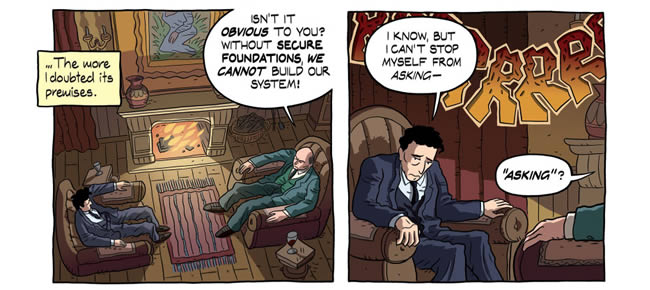 ...The more
I doubted its
premises.
ISN'T IT
OBVIOUS TO YOU?
WITHOUT SECURE
FOUNDATIONS, WE
CANNOT BUILD OUR
SYSTEM!
I KNOW, BUT
I CAN'T STOP
MYSELF FROM
ASKING—
"ASKING"?